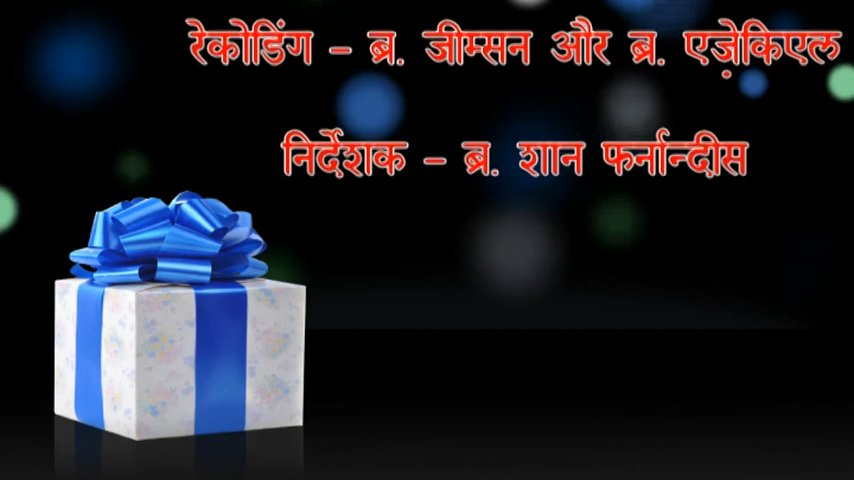 रेकोडिंग – ब्र. जीम्सन और ब्र. एज़ेकिएल
निर्देशक – ब्र. शान फर्नान्दीस